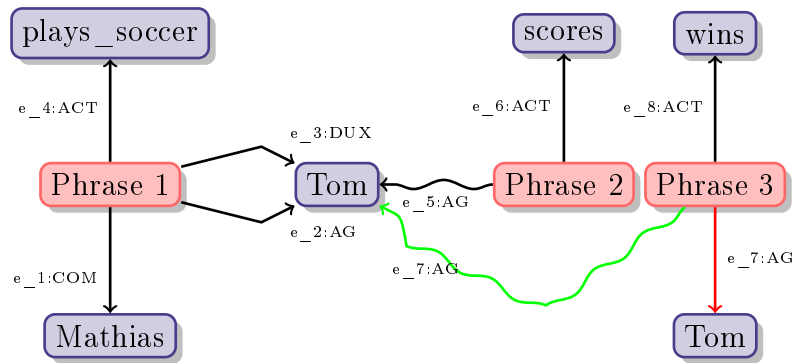 plays_soccer
scores
wins
e_4:ACT
e_6:ACT
e_8:ACT
e_3:DUX
Phrase 1
Tom
Phrase 2
Phrase 3
e_5:AG
e_2:AG
e_7:AG
e_7:AG
e_1:COM
Mathias
Tom